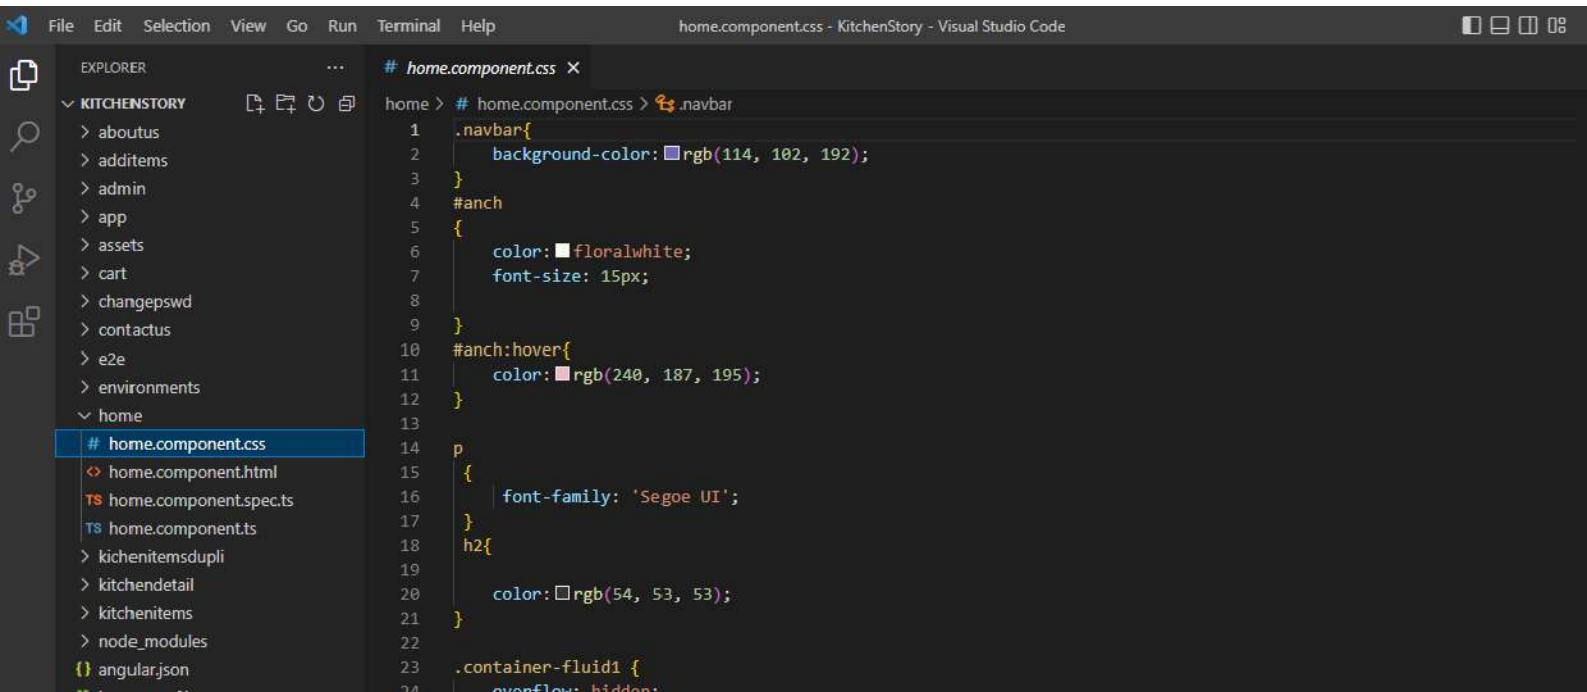 File Edit Selection View Go Run Terminal Help home.component.css - KitchenStory - Visual Studio Code
EXPLORER ...
KITCHENSTORY
> aboutus
> additems
> admin
> app
> assets
> cart
> changepswd
> contactus
> e2e
> environments
home
# home.component.css
<> home.component.html
TS home.component.spec.ts
TS home.component.ts
> kichenitemsdupli
> kitchendetail
> kitchenitems
> node_modules
{} angular.json
# home.component.css ×
home > # home.component.css > .navbar
1 .navbar{
2 background-color: rgb(114, 102, 192);
3 }
4 #anch
5 {
6 color: floralwhite;
7 font-size: 15px;
8
9 }
10 #anch:hover{
11 color: rgb(240, 187, 195);
12 }
13
14 p
15 {
16 font-family: 'Segoe UI';
17 }
18 h2{
19
20 color: rgb(54, 53, 53);
21 }
22
23 .container-fluid1 {
24 overflow: hidden;